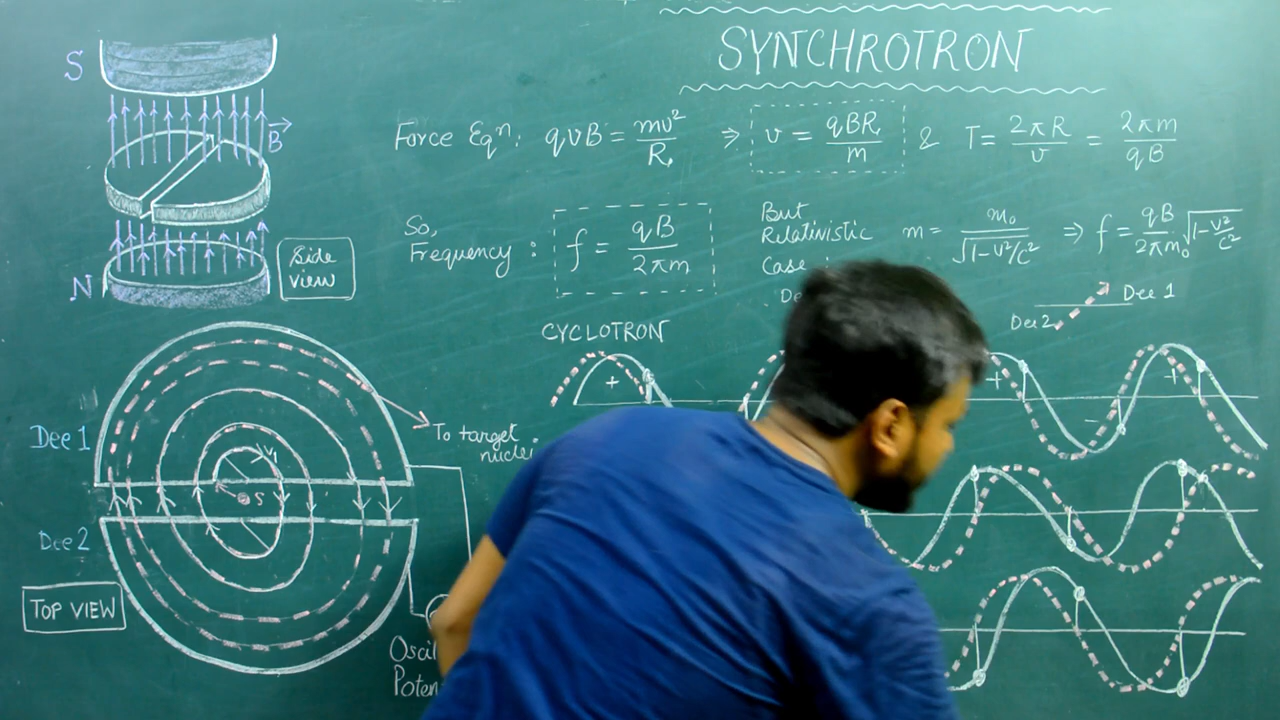 SYNCHROTRON
S
B
N
Side
view
Force Eqⁿ: qvB = mv²/R ⇒ v = qBR/m & T = 2πR/v = 2πm/qB
So,
Frequency : f = qB/2πm
But
Relativistic
Case :
m = m₀/√1-v²/c² ⇒ f = qB/2πm₀ √1-v²/c²
Dee 1
Dee 2
CYCLOTRON
+
+
-
+
Dee 1
To target
nuclei
S
Dee 2
TOP VIEW